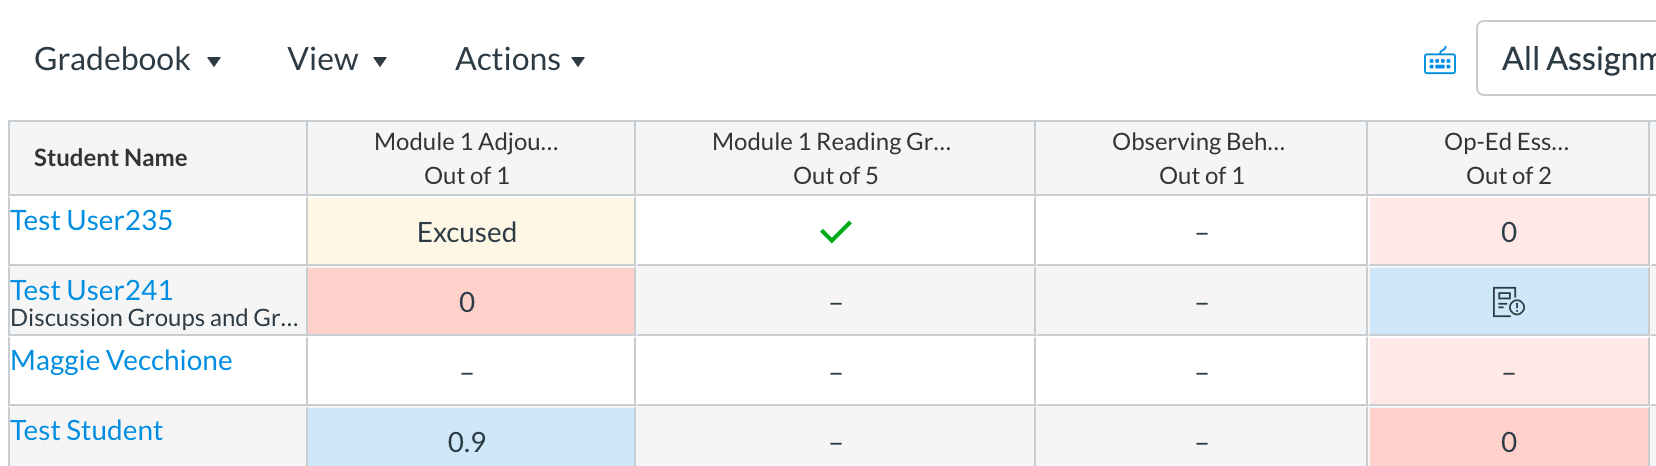 Gradebook View Actions All Assignm
Student Name Module 1 Adjou... Module 1 Reading Gr... Observing Beh... Op-Ed Ess...
Out of 1 Out of 5 Out of 1 Out of 2
Test User235 Excused – 0
Test User241 0 – –
Discussion Groups and Gr...
Maggie Vecchione – – – –
Test Student 0.9 – – 0